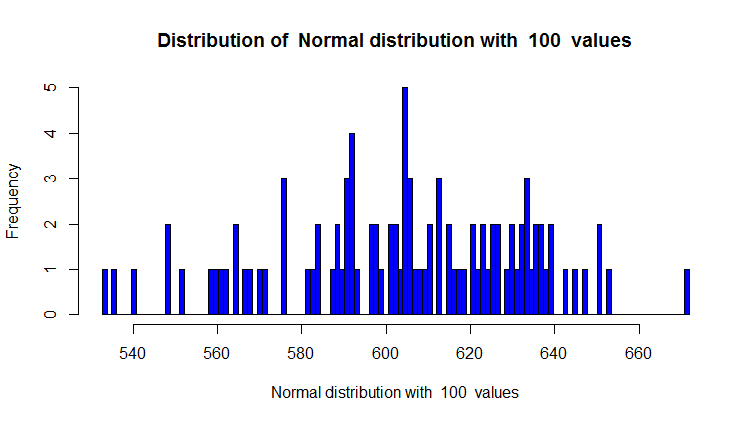 Distribution of  Normal distribution with  100  values
Frequency
5
4
3
2
1
0
540 560 580 600 620 640 660
Normal distribution with  100  values